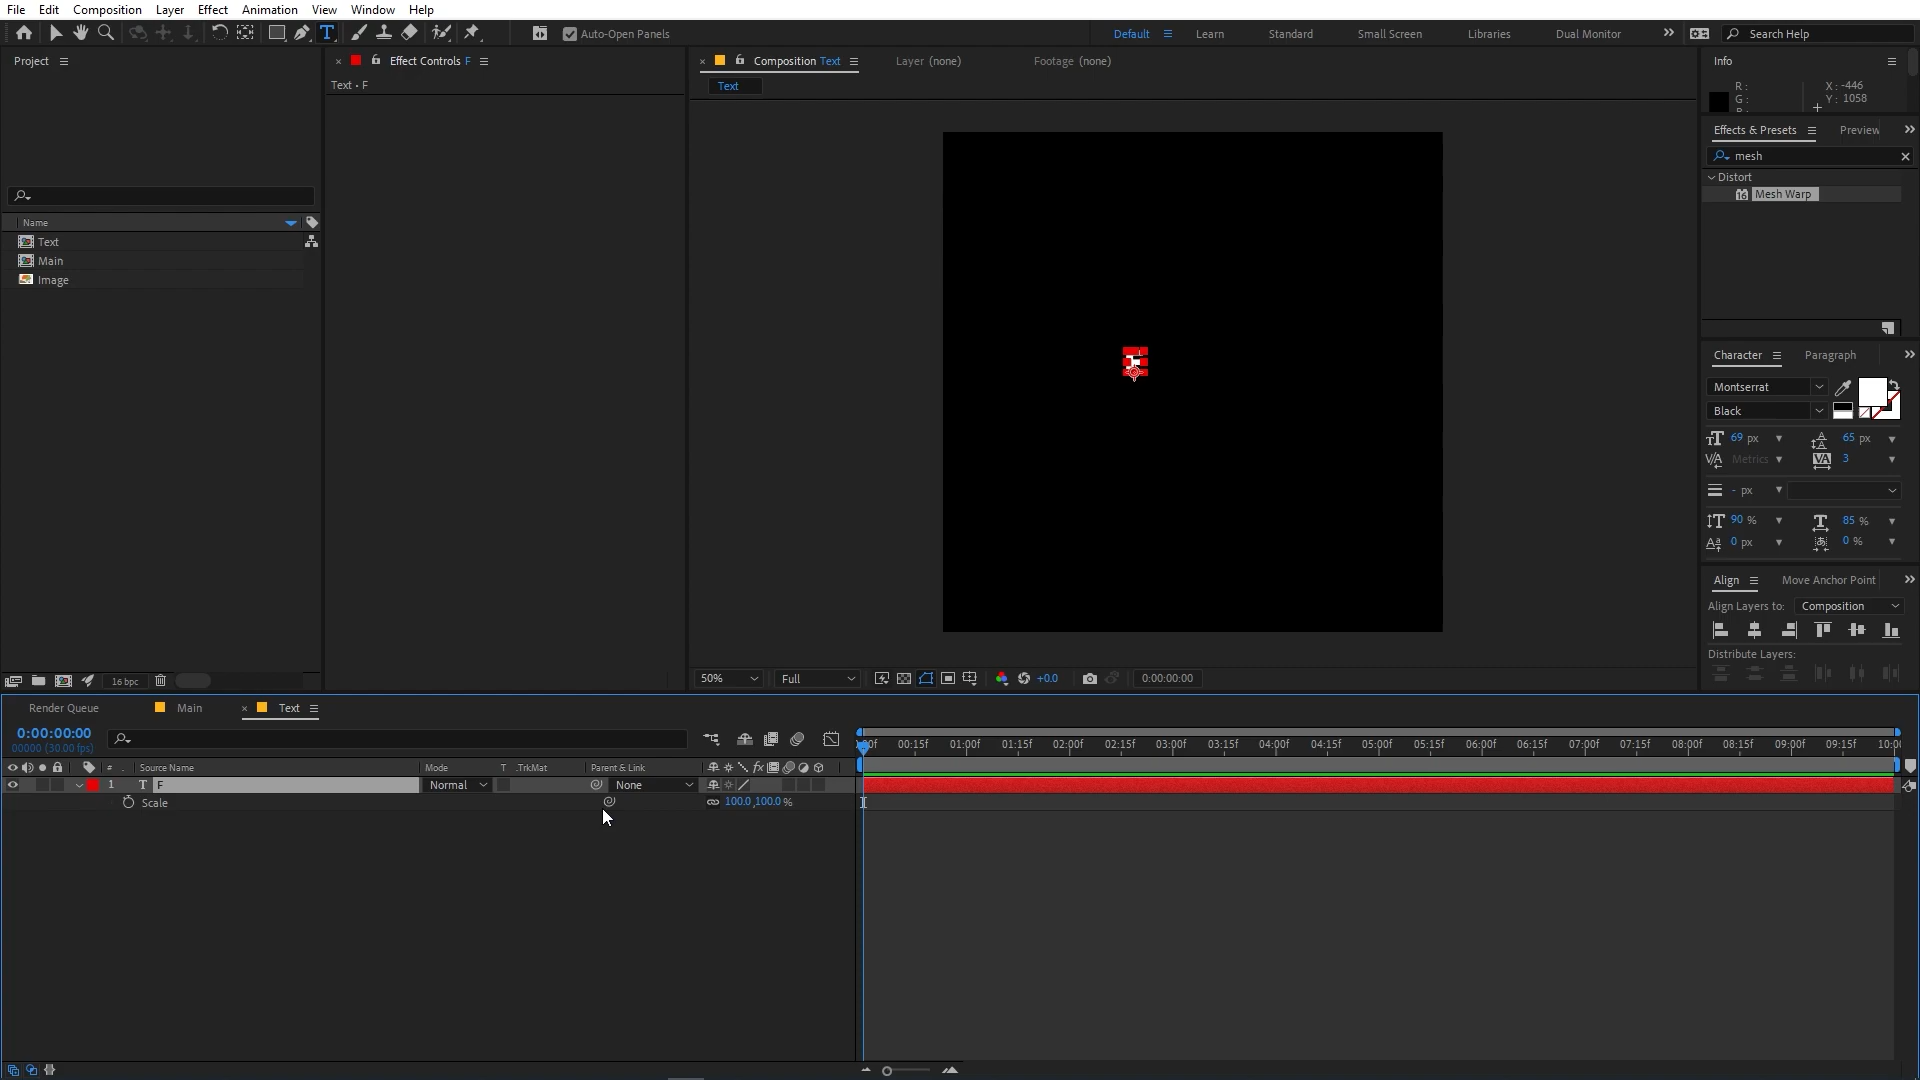 File Edit Composition Layer Effect Animation View Window Help
Auto-Open Panels
Default Learn Standard Small Screen Libraries Dual Monitor
Search Help
Project
Effect Controls F
Text • F
Composition Text
Layer (none)
Footage (none)
Text
Info
R :
G :
X : -446
Y : 1058
Effects & Presets
Preview
mesh
Distort
Mesh Warp
Name
Text
Main
Image
F
Character
Paragraph
Montserrat
Black
69 px
65 px
Metrics
3
- px
90 %
85 %
0 px
0 %
Align
Move Anchor Point
Align Layers to: Composition
Distribute Layers:
16 bpc
50%
Full
+0.0
0:00:00:00
Render Queue
Main
Text
0:00:00:00
00000 (30.00 fps)
00:15f 01:00f 01:15f 02:00f 02:15f 03:00f 03:15f 04:00f 04:15f 05:00f 05:15f 06:00f 06:15f 07:00f 07:15f 08:00f 08:15f 09:00f 09:15f
# Source Name Mode T .TrkMat Parent & Link
1 T F Normal None
Scale 100.0,100.0 %